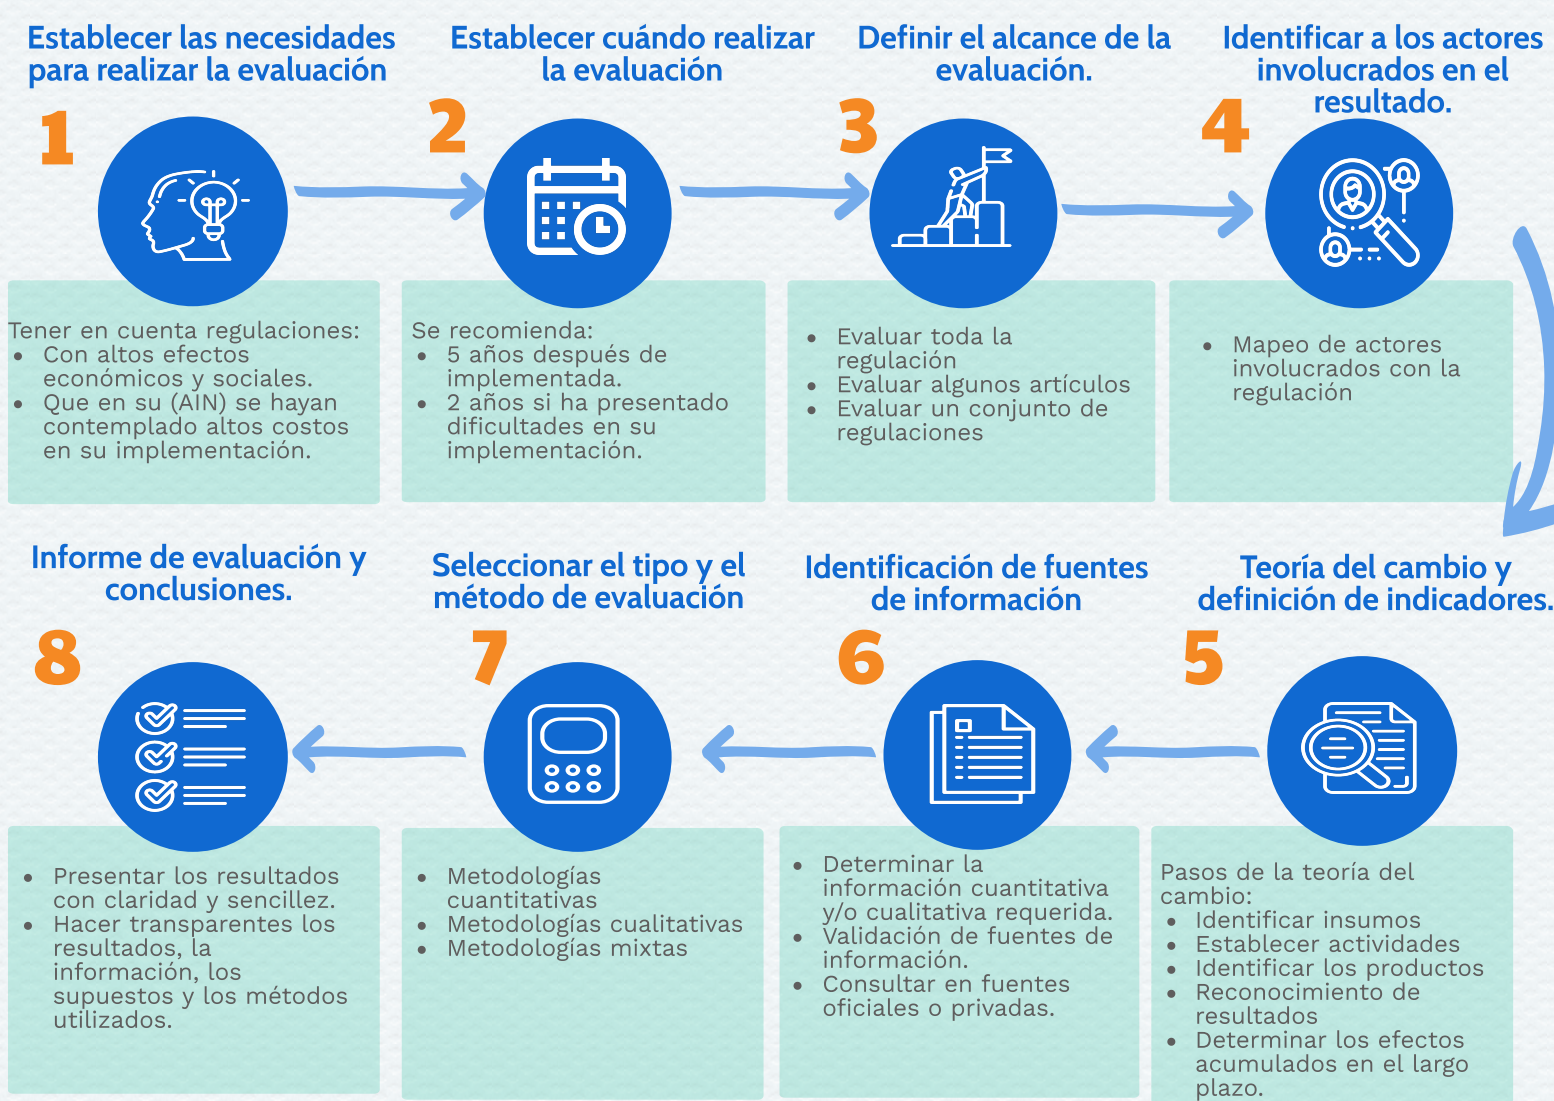 Establecer las necesidades
para realizar la evaluación
1
Tener en cuenta regulaciones:
• Con altos efectos
económicos y sociales.
• Que en su (AIN) se hayan
contemplado altos costos
en su implementación.
Establecer cuándo realizar
la evaluación
2
Se recomienda:
• 5 años después de
implementada.
• 2 años si ha presentado
dificultades en su
implementación.
Definir el alcance de la
evaluación.
3
• Evaluar toda la
regulación
• Evaluar algunos artículos
• Evaluar un conjunto de
regulaciones
Identificar a los actores
involucrados en el
resultado.
4
• Mapeo de actores
involucrados con la
regulación
Teoría del cambio y
definición de indicadores.
5
Pasos de la teoría del
cambio:
• Identificar insumos
• Establecer actividades
• Identificar los productos
• Reconocimiento de
resultados
• Determinar los efectos
acumulados en el largo
plazo.
Identificación de fuentes
de información
6
• Determinar la
información cuantitativa
y/o cualitativa requerida.
• Validación de fuentes de
información.
• Consultar en fuentes
oficiales o privadas.
Seleccionar el tipo y el
método de evaluación
7
• Metodologías
cuantitativas
• Metodologías cualitativas
• Metodologías mixtas
Informe de evaluación y
conclusiones.
8
• Presentar los resultados
con claridad y sencillez.
• Hacer transparentes los
resultados, la
información, los
supuestos y los métodos
utilizados.